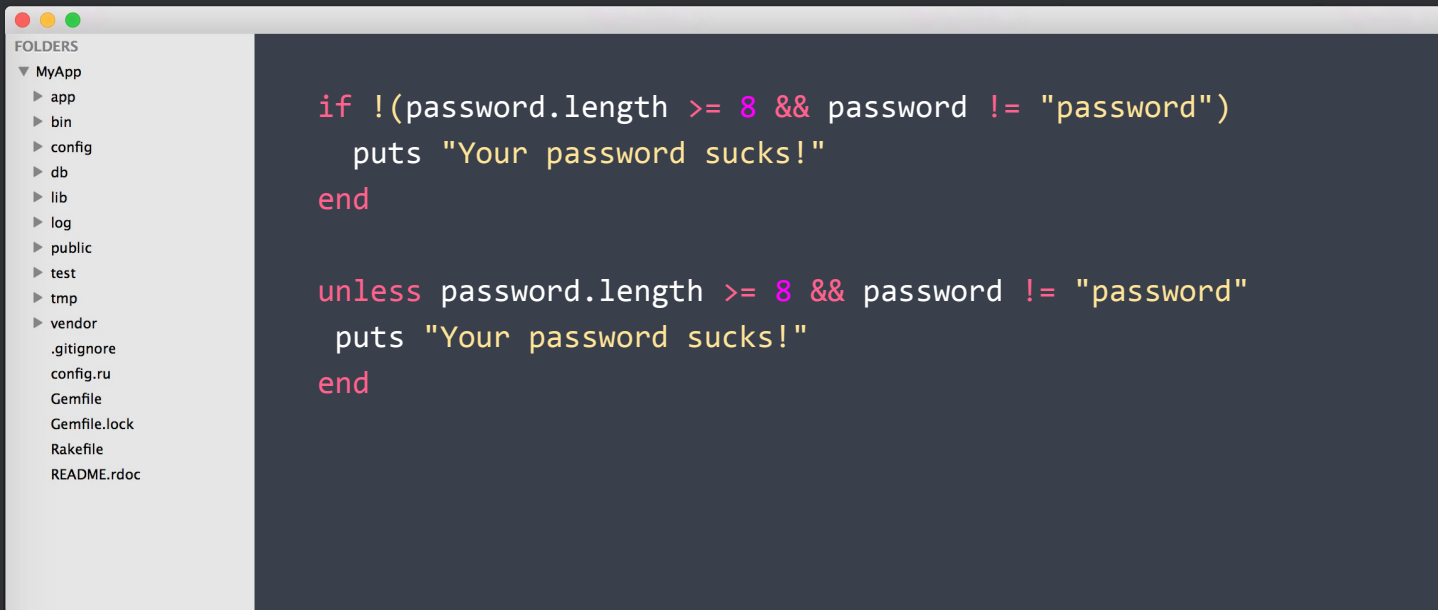 FOLDERS
MyApp
app
bin
config
db
lib
log
public
test
tmp
vendor
.gitignore
config.ru
Gemfile
Gemfile.lock
Rakefile
README.rdoc
if !(password.length >= 8 && password != "password")
  puts "Your password sucks!"
end
unless password.length >= 8 && password != "password"
 puts "Your password sucks!"
end